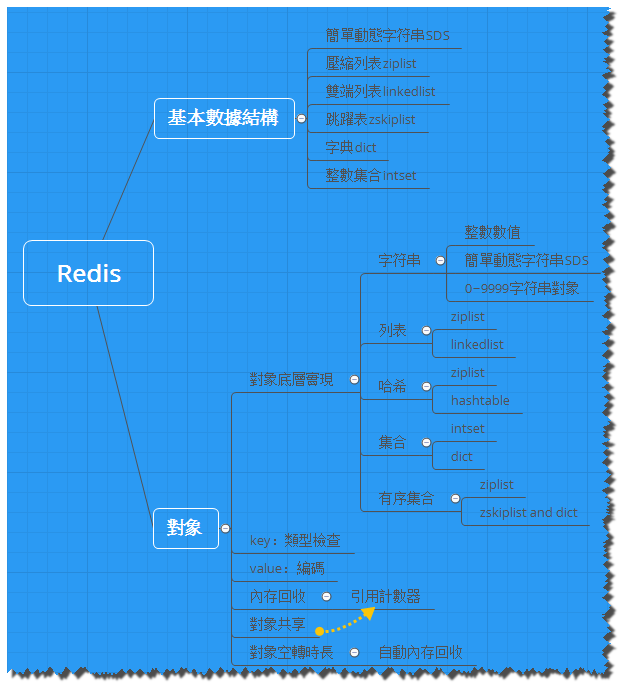 Redis
基本數據結構
簡單動態字符串SDS
壓縮列表ziplist
雙端列表linkedlist
跳躍表zskiplist
字典dict
整數集合intset
對象
對象底層實現
字符串
整數數值
簡單動態字符串SDS
0-9999字符串對象
列表
ziplist
linkedlist
哈希
ziplist
hashtable
集合
intset
dict
有序集合
ziplist
zskiplist and dict
key：類型檢查
value：編碼
內存回收
引用計數器
對象共享
對象空轉時長
自動內存回收